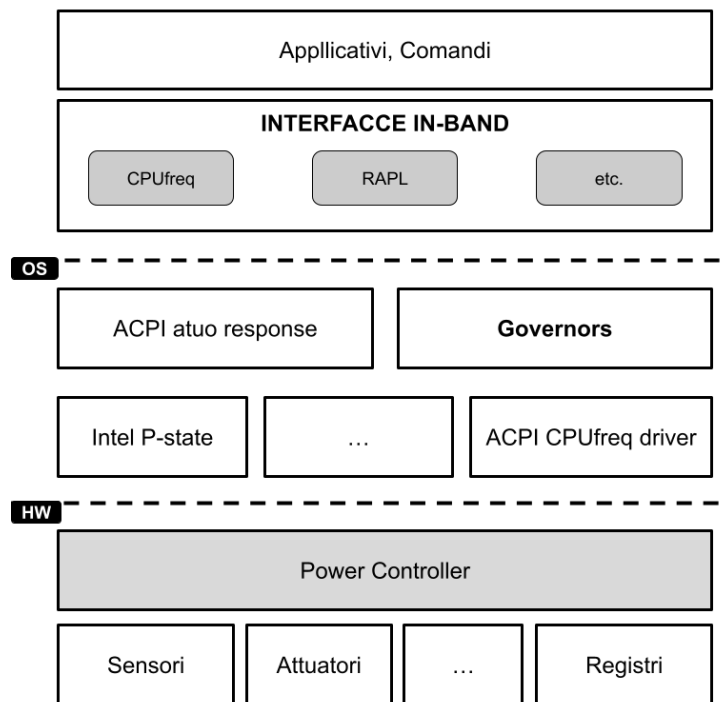 Appllicativi, Comandi
INTERFACCE IN-BAND
CPUfreq
RAPL
etc.
OS
ACPI atuo response
Governors
Intel P-state
...
ACPI CPUfreq driver
HW
Power Controller
Sensori
Attuatori
...
Registri